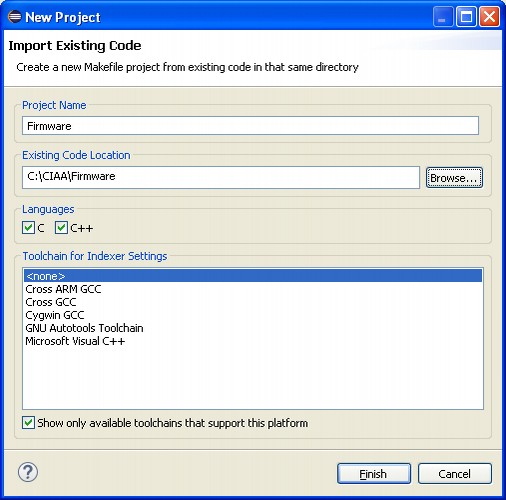 New Project
Import Existing Code
Create a new Makefile project from existing code in that same directory
Project Name
Firmware
Existing Code Location
C:\CIAA\Firmware
Browse...
Languages
C C++
Toolchain for Indexer Settings
<none>
Cross ARM GCC
Cross GCC
Cygwin GCC
GNU Autotools Toolchain
Microsoft Visual C++
Show only available toolchains that support this platform
? Finish Cancel